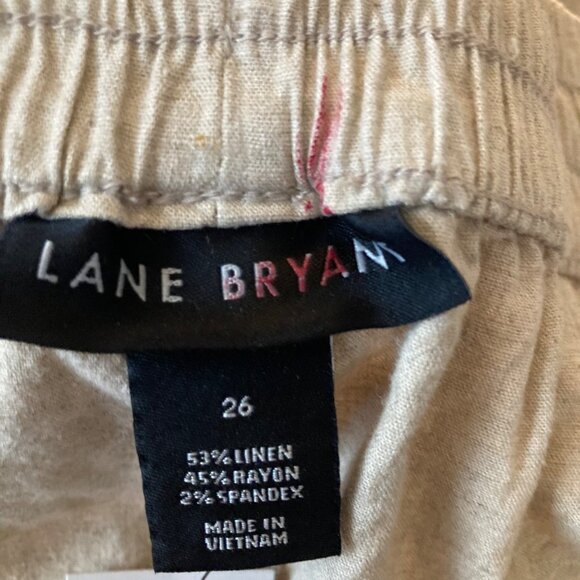 LANE BRYANT
26
53% LINEN
45% RAYON
2% SPANDEX
MADE IN
VIETNAM